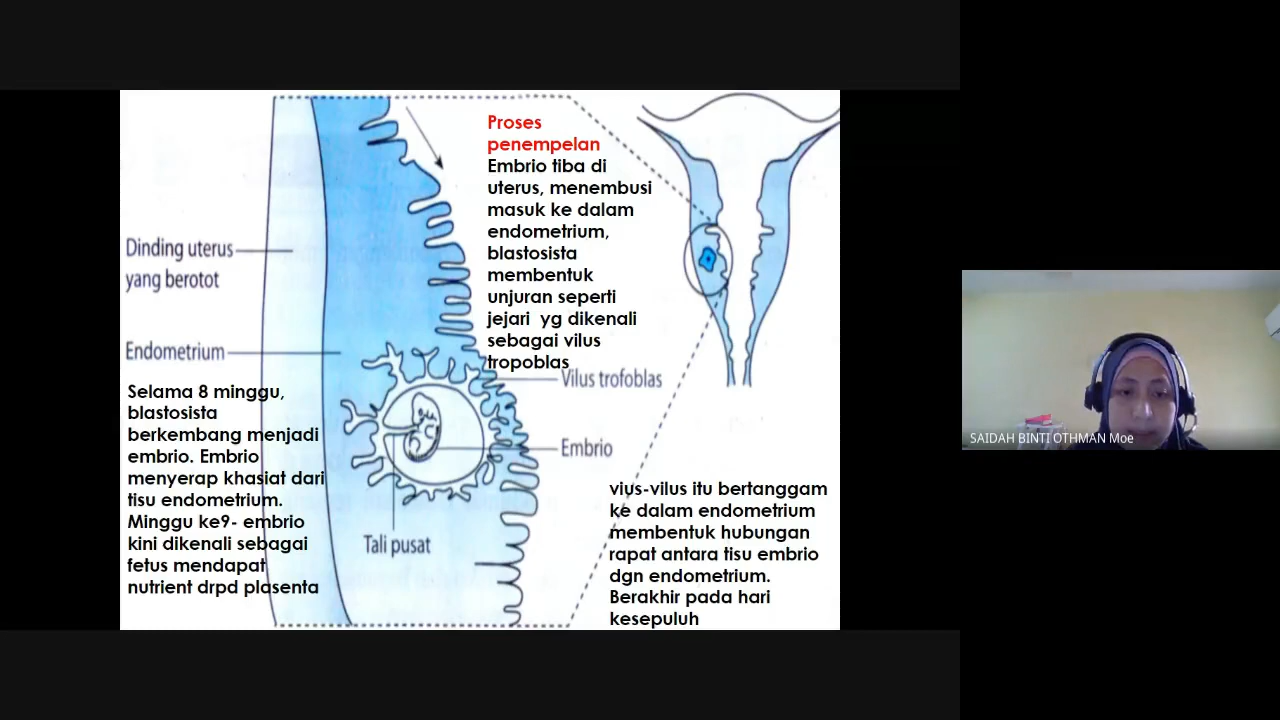 Proses
penempelan
Embrio tiba di
uterus, menembusi
masuk ke dalam
endometrium,
blastosista
membentuk
unjuran seperti
jejari yg dikenali
sebagai vilus
tropoblas
Dinding uterus
yang berotot
Endometrium
Vilus trofoblas
Embrio
Tali pusat
Selama 8 minggu,
blastosista
berkembang menjadi
embrio. Embrio
menyerap khasiat dari
tisu endometrium.
Minggu ke9- embrio
kini dikenali sebagai
fetus mendapat
nutrient drpd plasenta
vius-vilus itu bertanggam
ke dalam endometrium
membentuk hubungan
rapat antara tisu embrio
dgn endometrium.
Berakhir pada hari
kesepuluh
SAIDAH BINTI OTHMAN Moe